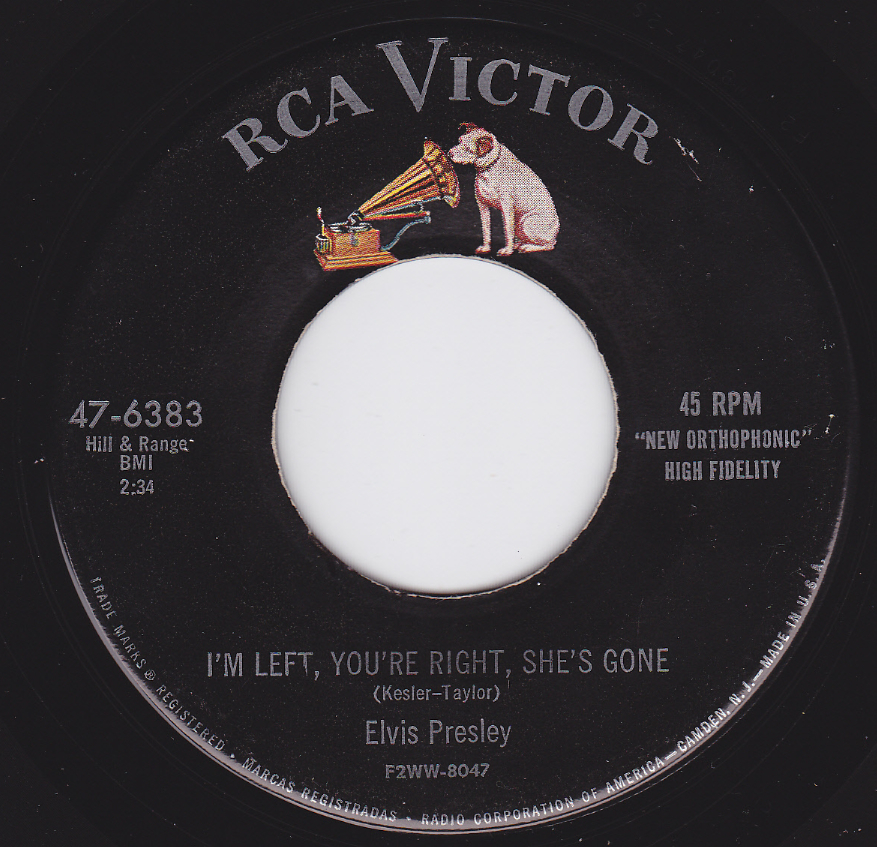 RCA VICTOR
47-6383
Hill & Range
BMI
2:34
45 RPM
"NEW ORTHOPHONIC"
HIGH FIDELITY
I'M LEFT, YOU'RE RIGHT, SHE'S GONE
(Kesler-Taylor)
Elvis Presley
F2WW-8047
TRADE MARKS ® REGISTERED • MARCAS REGISTRADAS • RADIO CORPORATION OF AMERICA—CAMDEN, N. J.—MADE IN U. S. A.